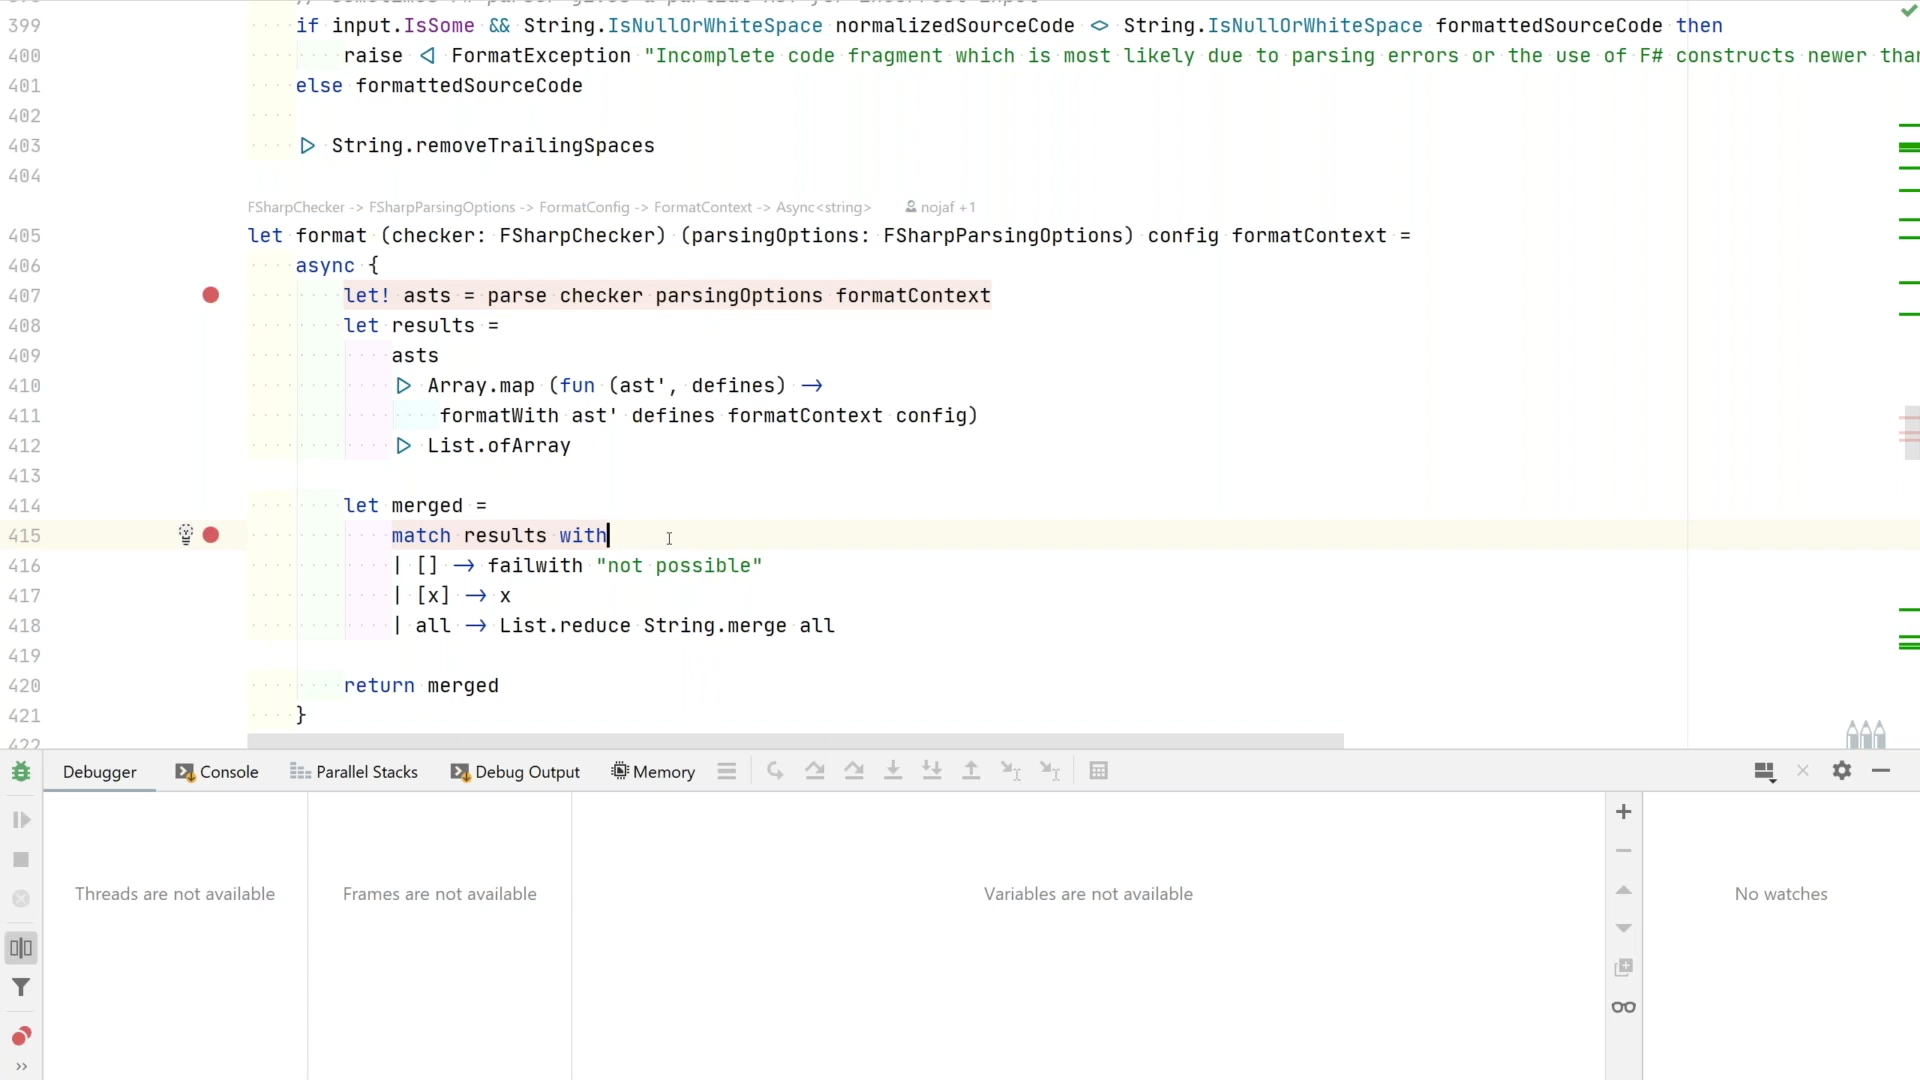 399 if input.IsSome && String.IsNullOrWhiteSpace normalizedSourceCode <> String.IsNullOrWhiteSpace formattedSourceCode then
400 raise <| FormatException "Incomplete code fragment which is most likely due to parsing errors or the use of F# constructs newer than
401 else formattedSourceCode
402
403 |> String.removeTrailingSpaces
404
FSharpChecker -> FSharpParsingOptions -> FormatConfig -> FormatContext -> Async<string> nojaf +1
405 let format (checker: FSharpChecker) (parsingOptions: FSharpParsingOptions) config formatContext =
406 async {
407 let! asts = parse checker parsingOptions formatContext
408 let results =
409 asts
410 |> Array.map (fun (ast', defines) ->
411 formatWith ast' defines formatContext config)
412 |> List.ofArray
413
414 let merged =
415 match results with
416 | [] -> failwith "not possible"
417 | [x] -> x
418 | all -> List.reduce String.merge all
419
420 return merged
421 }
422
Debugger Console Parallel Stacks Debug Output Memory
Threads are not available Frames are not available Variables are not available No watches